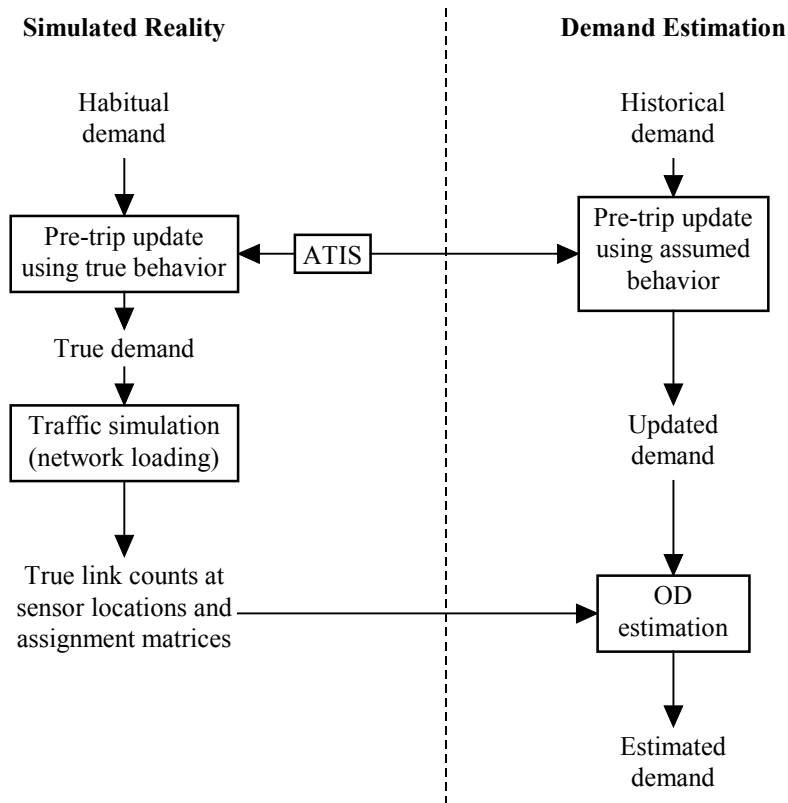 Simulated Reality
Habitual
demand
Pre-trip update
using true behavior
True demand
Traffic simulation
(network loading)
True link counts at
sensor locations and
assignment matrices
ATIS
Demand Estimation
Historical
demand
Pre-trip update
using assumed
behavior
Updated
demand
OD
estimation
Estimated
demand